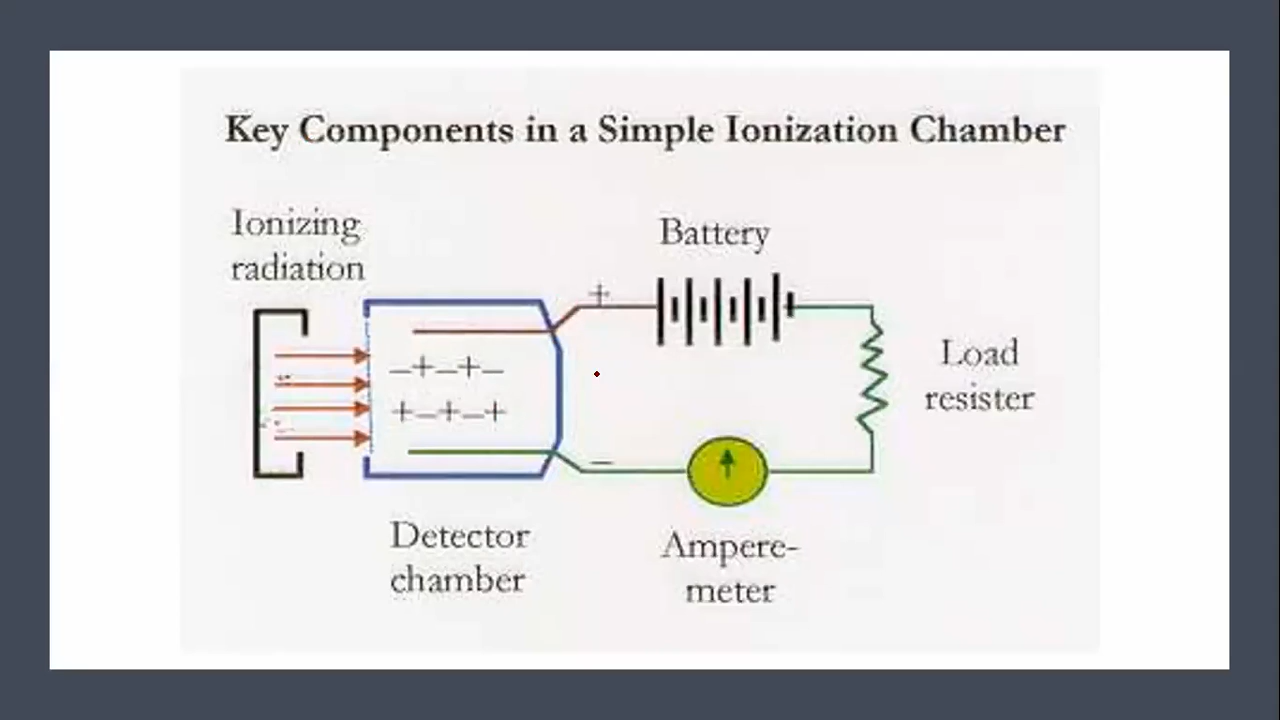 Key Components in a Simple Ionization Chamber
Ionizing
radiation
Battery
+
Load
resister
–+–+–
+–+–+
–
Detector
chamber
Ampere-
meter